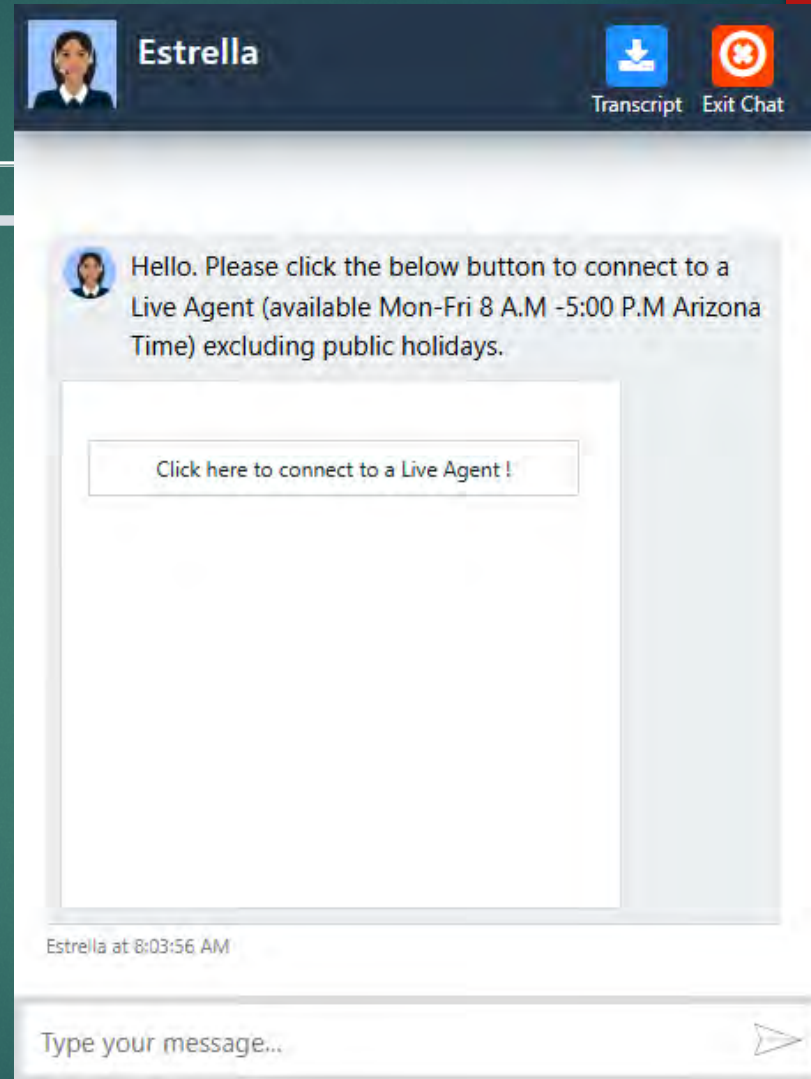 Estrella
Transcript Exit Chat
Hello. Please click the below button to connect to a
Live Agent (available Mon-Fri 8 A.M -5:00 P.M Arizona
Time) excluding public holidays.
Click here to connect to a Live Agent !
Estrella at 8:03:56 AM
Type your message...